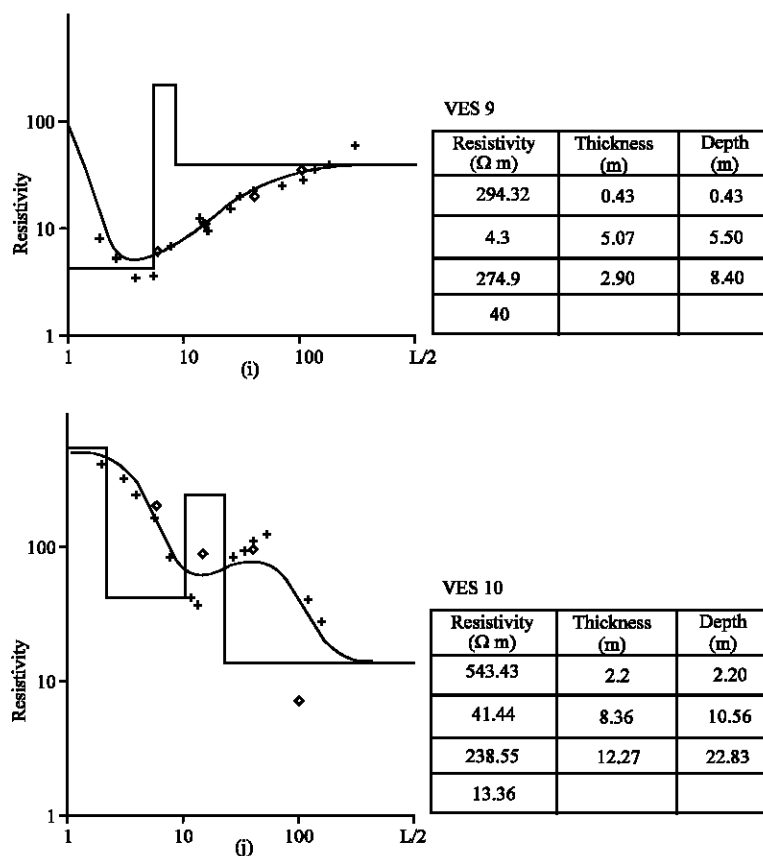 VES 9
Resistivity Thickness Depth
(Ω m) (m) (m)
294.32 0.43 0.43
4.3 5.07 5.50
274.9 2.90 8.40
40
Resistivity
100
10
1
1 10 100 L/2
(i)
VES 10
Resistivity Thickness Depth
(Ω m) (m) (m)
543.43 2.2 2.20
41.44 8.36 10.56
238.55 12.27 22.83
13.36
Resistivity
100
10
1
1 10 100 L/2
(j)